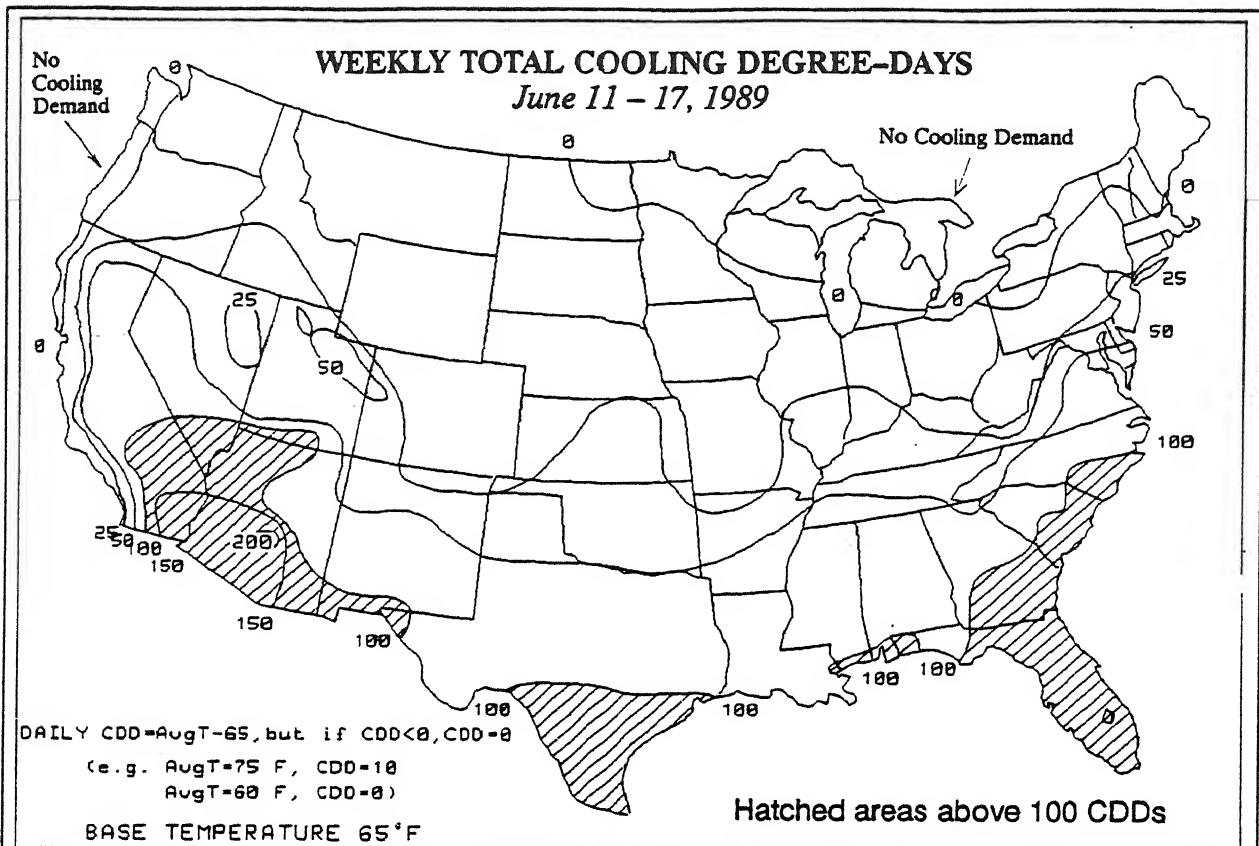 WEEKLY TOTAL COOLING DEGREE-DAYS
June 11 – 17, 1989
No
Cooling
Demand
0
0
No Cooling Demand
0
25
0
0 0
25
50
0
50
100
25
50
100
150
200
150
100
100
100
100
100
0
DAILY CDD=AvgT-65, but if CDD<0, CDD=0
(e.g. AvgT=75 F, CDD=10
AvgT=60 F, CDD=0)
BASE TEMPERATURE 65°F
Hatched areas above 100 CDDs